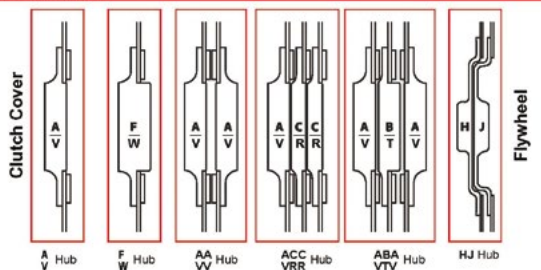 Clutch Cover
A
V
F
W
A
V
A
V
A
V
C
R
C
R
A
V
B
T
A
V
H
J
Flywheel
A
V Hub
F
W Hub
AA
VV Hub
ACC
VRR Hub
ABA
VTV Hub
HJ Hub